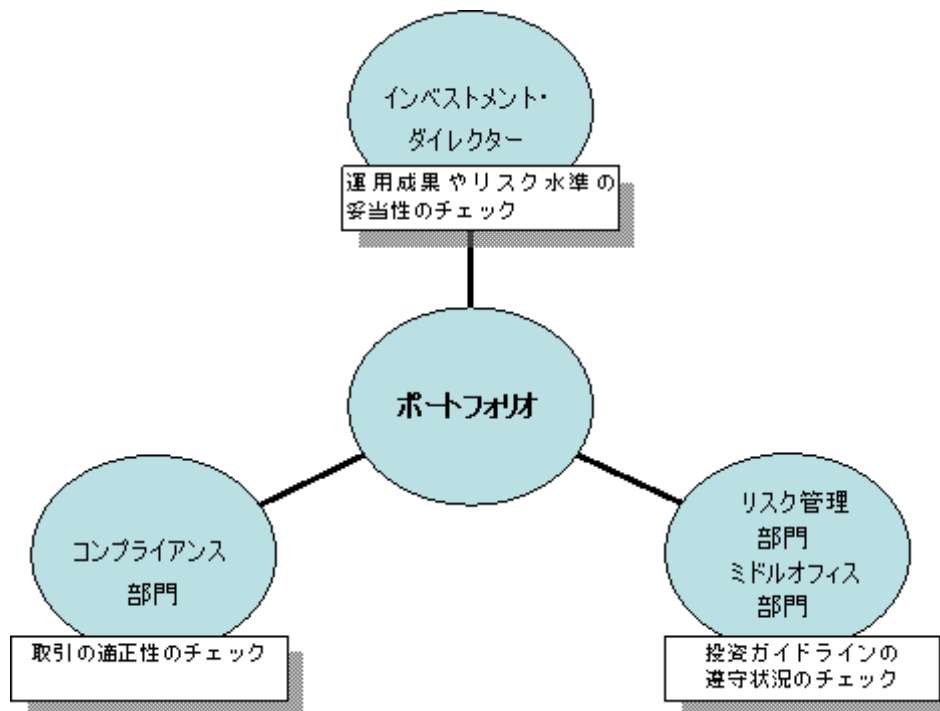 インベストメント・
ダイレクター
運用成果やリスク水準の
妥当性のチェック
ポートフォリオ
コンプライアンス
部門
取引の適正性のチェック
リスク管理
部門
ミドルオフィス
部門
投資ガイドラインの
遵守状況のチェック